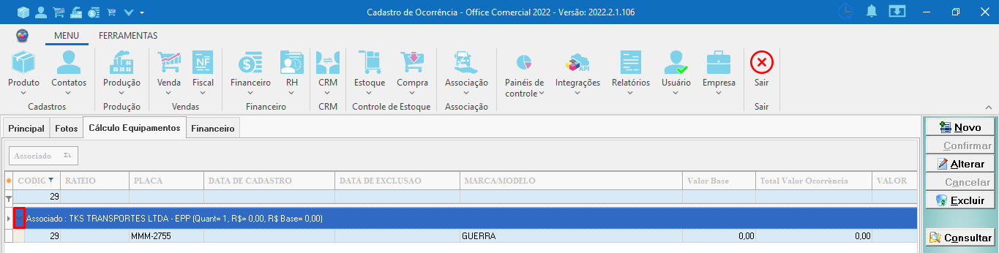 Cadastro de Ocorrência - Office Comercial 2022 - Versão: 2022.2.1.106
MENU FERRAMENTAS
Produto Contatos Produção Venda Fiscal Financeiro RH CRM Estoque Compra Associação Painéis de controle Integrações Relatórios Usuário Empresa Sair
Cadastros Produção Vendas Financeiro CRM Controle de Estoque Associação Sair
Principal Fotos Cálculo Equipamentos Financeiro
Associado
CODIG RATEIO PLACA DATA DE CADASTRO DATA DE EXCLUSAO MARCA/MODELO Valor Base Total Valor Ocorrência VALOR
29
Associado : TKS TRANSPORTES LTDA - EPP (Quant= 1, R$= 0,00, R$ Base= 0,00)
29 MMM-2755 GUERRA 0,00 0,00
Novo
Confirmar
Alterar
Cancelar
Excluir
Consultar